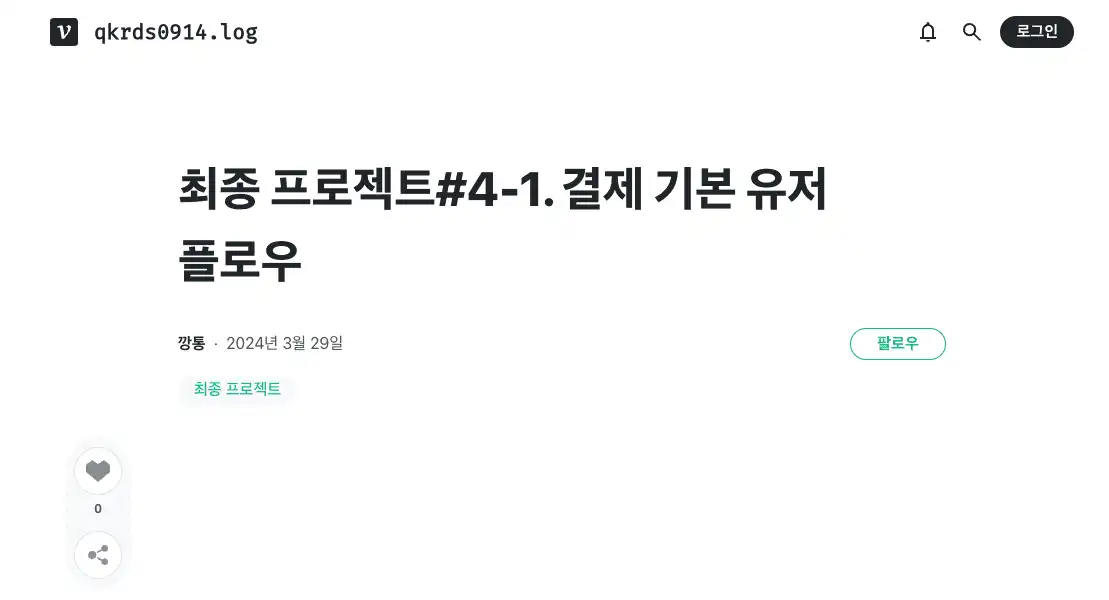 v qkrds0914.log
로그인
최종 프로젝트#4-1. 결제 기본 유저
플로우
깡통 · 2024년 3월 29일
팔로우
최종 프로젝트
0